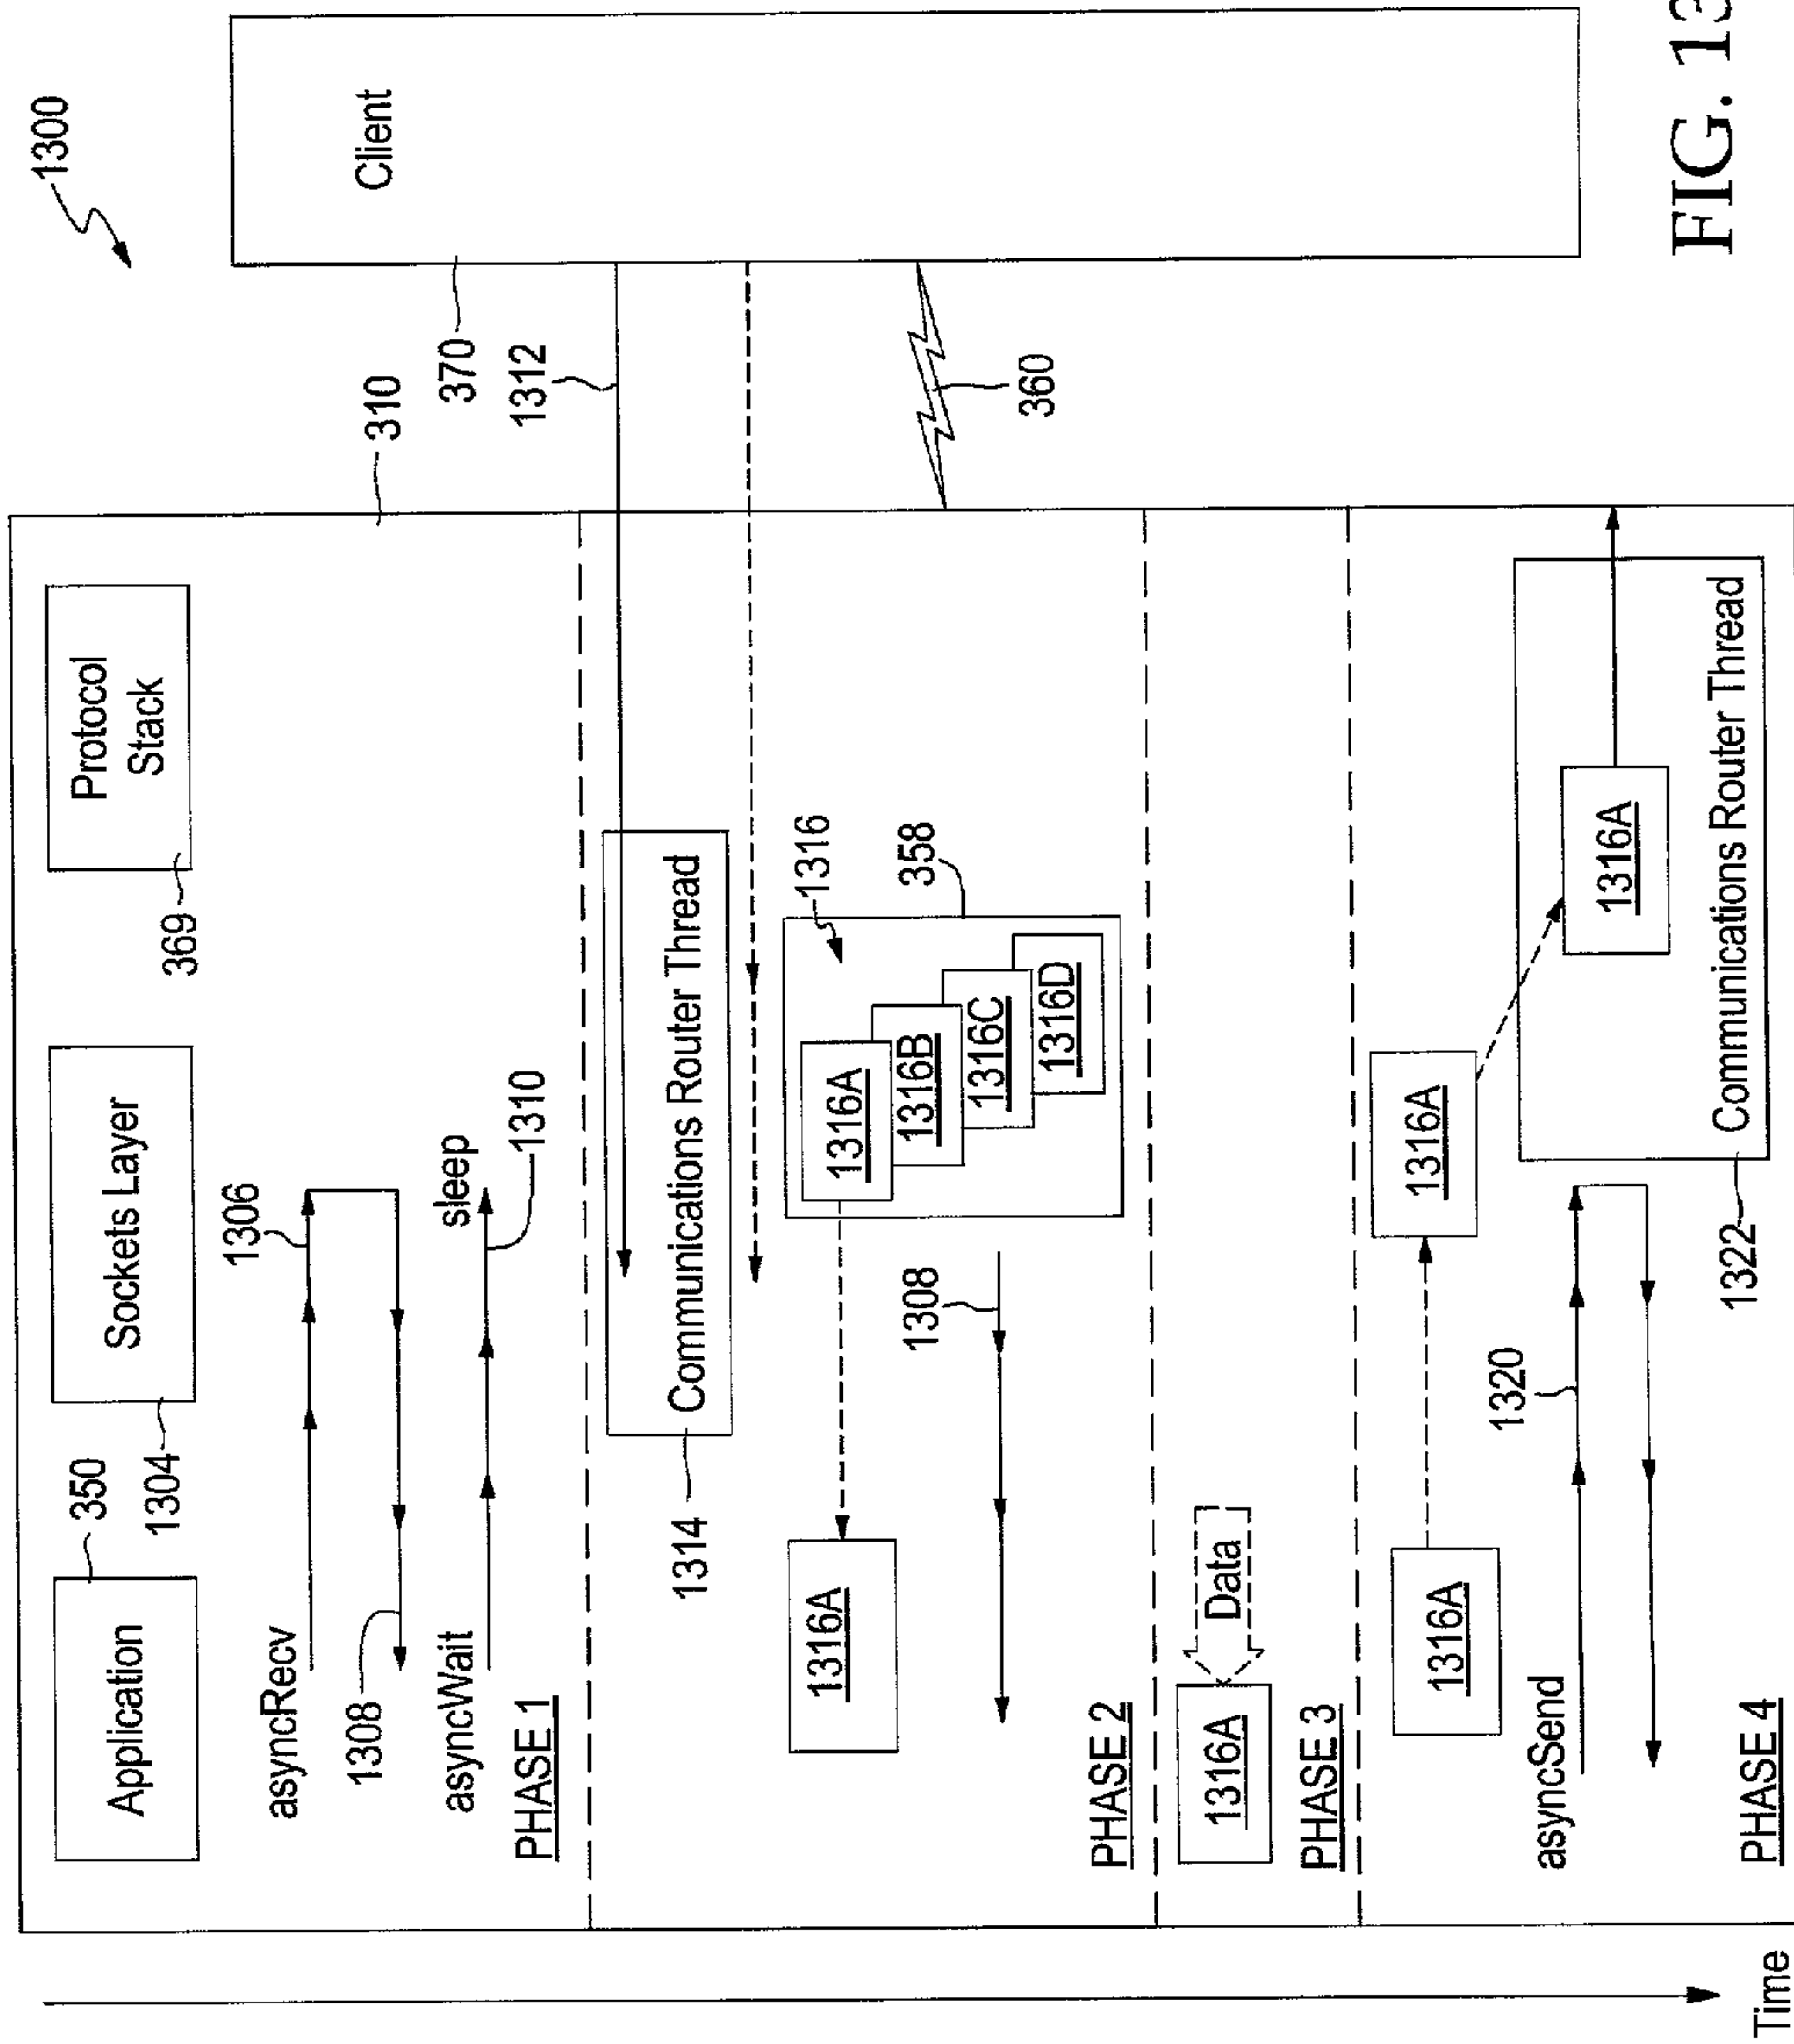 1300
310
Application
Sockets Layer
Protocol
Stack
350
1304
369
Client
370
asyncRecv
1306
1308
asyncWait
sleep
1310
PHASE 1
1312
1314
Communications Router Thread
1316
1316A
1316A
1316B
1316C
1316D
358
1308
360
PHASE 2
1316A
Data
PHASE 3
1316A
1316A
1316A
asyncSend
1320
1322
Communications Router Thread
PHASE 4
Time
FIG. 13